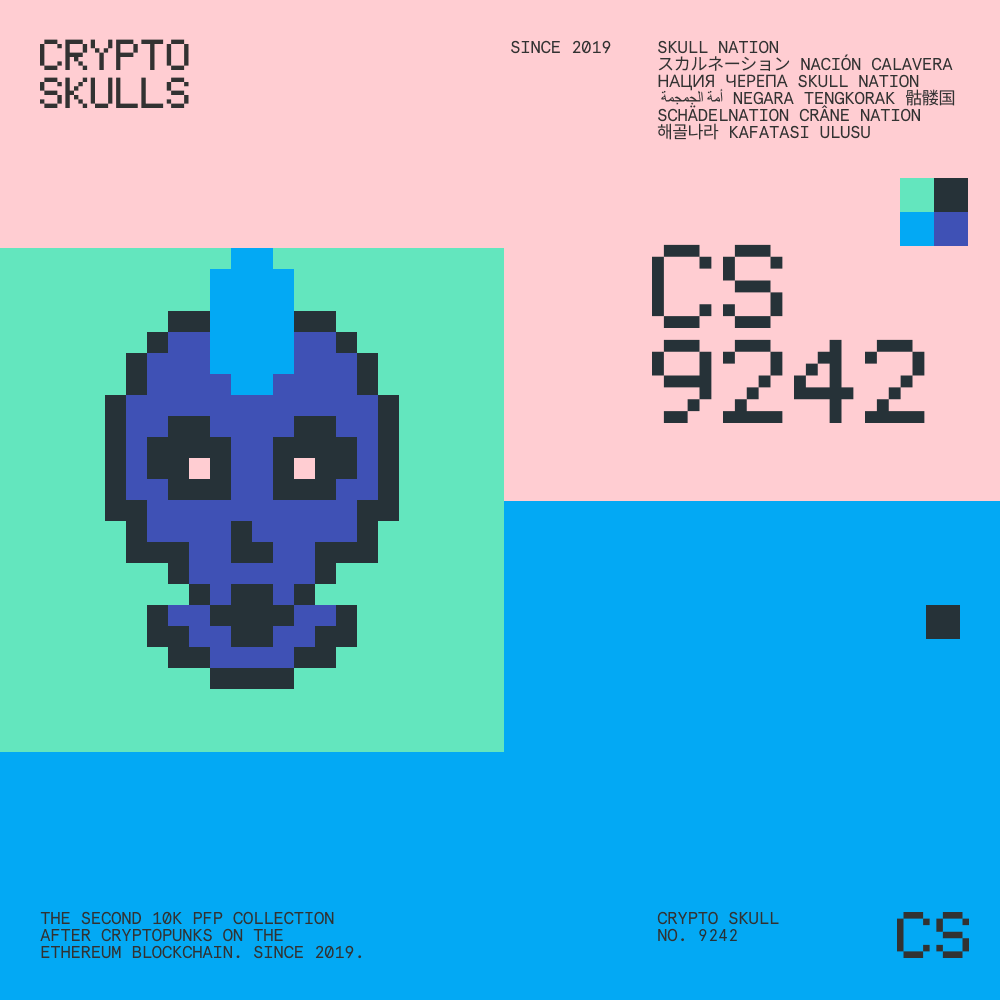 CRYPTO
SKULLS
SINCE 2019
SKULL NATION
スカルネーション NACIÓN CALAVERA
НАЦИЯ ЧЕРЕПА SKULL NATION
أمة الجمجمة NEGARA TENGKORAK 骷髅国
SCHÄDELNATION CRÂNE NATION
해골나라 KAFATASI ULUSU
CS
9242
THE SECOND 10K PFP COLLECTION
AFTER CRYPTOPUNKS ON THE
ETHEREUM BLOCKCHAIN. SINCE 2019.
CRYPTO SKULL
NO. 9242
CS